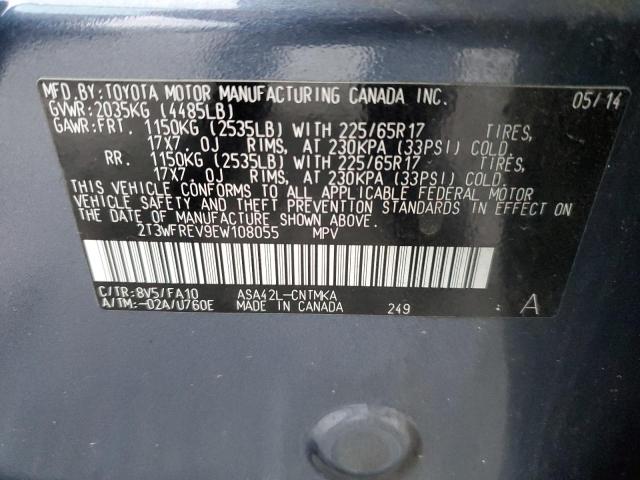 MFD.BY:TOYOTA MOTOR MANUFACTURING CANADA INC. 05/14
GVWR:2035KG (4485LB)
GAWR:FRT. 1150KG (2535LB) WITH 225/65R17 TIRES,
17X7.0J RIMS, AT 230KPA (33PSI) COLD.
RR. 1150KG (2535LB) WITH 225/65R17 TIRES,
17X7.0J RIMS, AT 230KPA (33PSI) COLD.
THIS VEHICLE CONFORMS TO ALL APPLICABLE FEDERAL MOTOR
VEHICLE SAFETY AND THEFT PREVENTION STANDARDS IN EFFECT ON
THE DATE OF MANUFACTURE SHOWN ABOVE.
2T3WFREV9EW108055 MPV
C/TR:8V5/FA10 ASA42L-CNTMKA
A/TM:-02A/U760E MADE IN CANADA 249 A